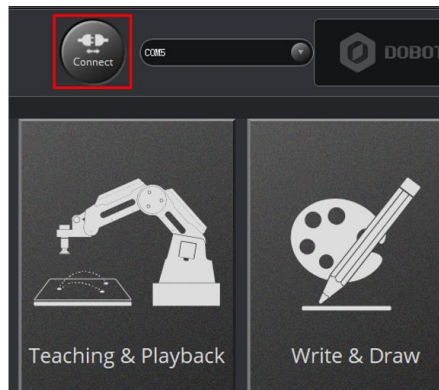 Connect
COM5
DOBOT
Teaching & Playback
Write & Draw